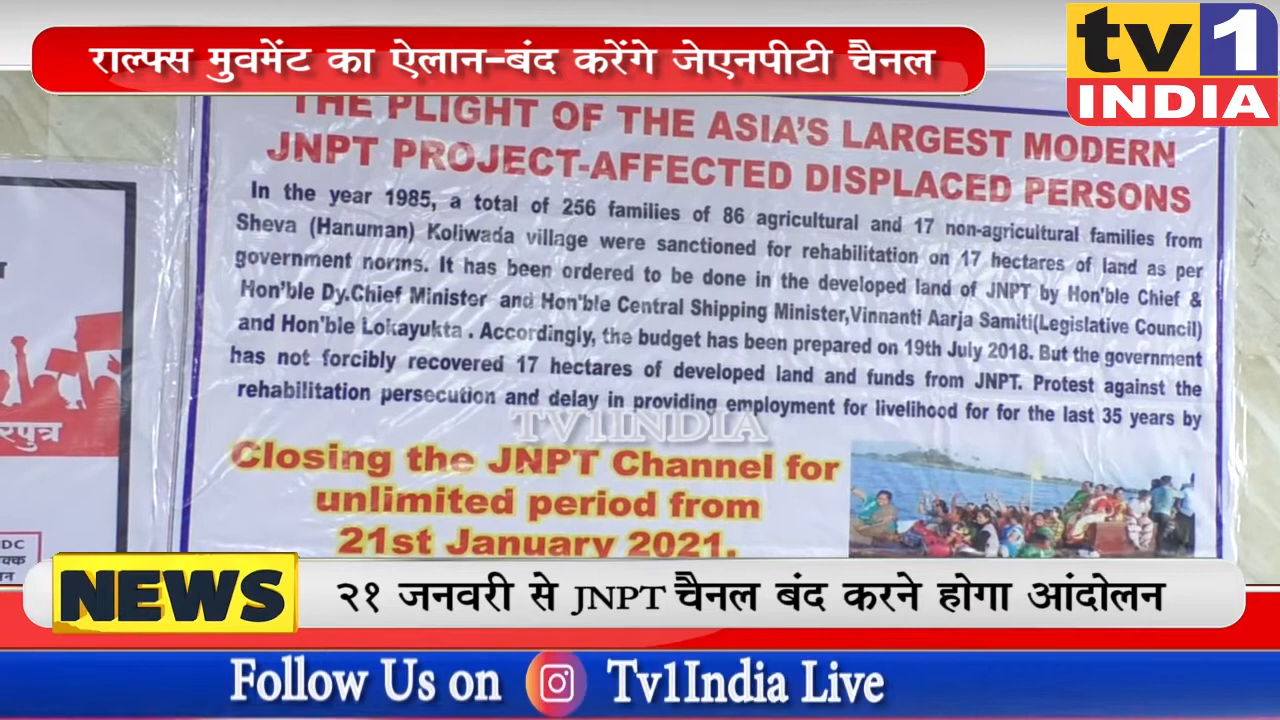 राल्फ्स मुवमेंट का ऐलान-बंद करेंगे जेएनपीटी चैनल
tv1
INDIA
THE PLIGHT OF THE ASIA'S LARGEST MODERN
JNPT PROJECT-AFFECTED DISPLACED PERSONS
In the year 1985, a total of 256 families of 86 agricultural and 17 non-agricultural families from
Sheva (Hanuman) Koliwada village were sanctioned for rehabilitation on 17 hectares of land as per
government norms. It has been ordered to be done in the developed land of JNPT by Hon'ble Chief &
Hon'ble Dy.Chief Minister and Hon'ble Central Shipping Minister,Vinnanti Aarja Samiti(Legislative Council)
and Hon'ble Lokayukta . Accordingly, the budget has been prepared on 19th July 2018. But the government
has not forcibly recovered 17 hectares of developed land and funds from JNPT. Protest against the
rehabilitation persecution and delay in providing employment for livelihood for for the last 35 years by
TV1INDIA
Closing the JNPT Channel for
unlimited period from
21st January 2021.
रपुत्र
DC
क्क
NEWS
२१ जनवरी से JNPT चैनल बंद करने होगा आंदोलन
Follow Us on Tv1India Live